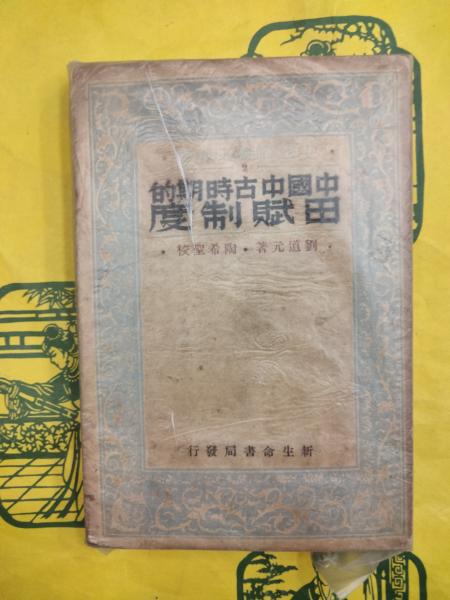 中國中古時期的
田賦制度
劉道元著·陶希聖校
新生命書局發行